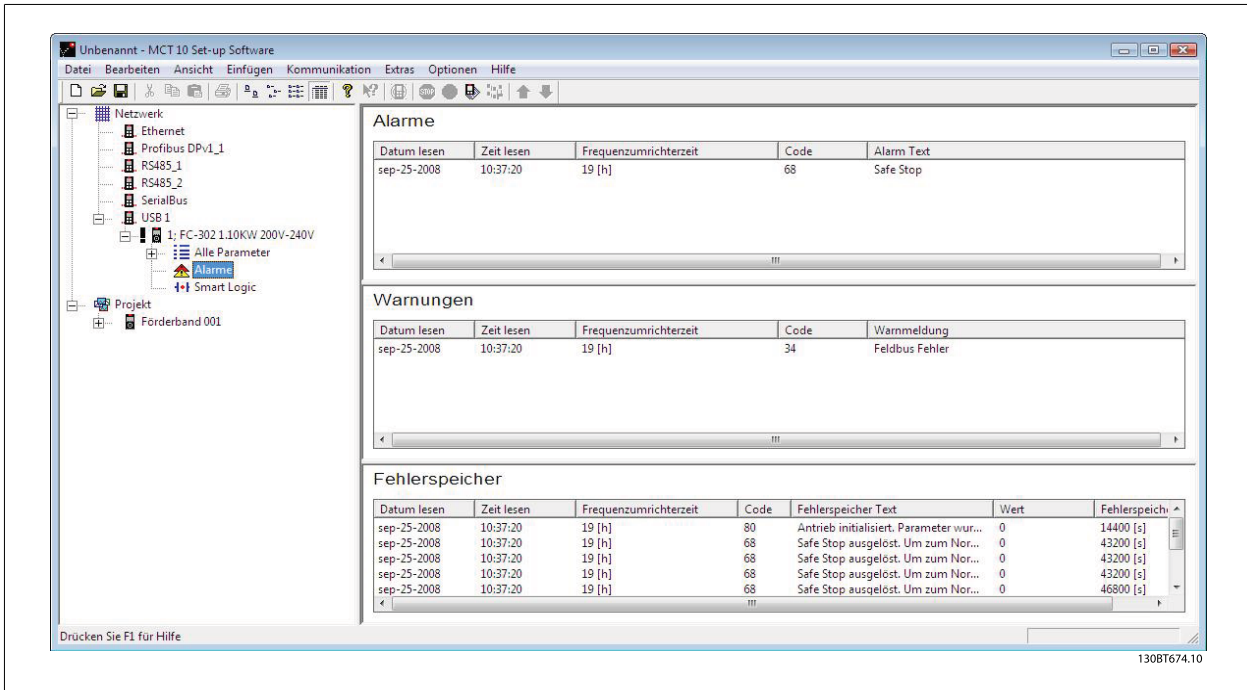 Unbenannt - MCT 10 Set-up Software
Datei Bearbeiten Ansicht Einfügen Kommunikation Extras Optionen Hilfe
Netzwerk
Ethernet
Profibus DPv1_1
RS485_1
RS485_2
SerialBus
USB 1
1; FC-302 1.10KW 200V-240V
Alle Parameter
Alarme
Smart Logic
Projekt
Förderband 001
Alarme
Datum lesen Zeit lesen Frequenzumrichterzeit Code Alarm Text
sep-25-2008 10:37:20 19 [h] 68 Safe Stop
Warnungen
Datum lesen Zeit lesen Frequenzumrichterzeit Code Warnmeldung
sep-25-2008 10:37:20 19 [h] 34 Feldbus Fehler
Fehlerspeicher
Datum lesen Zeit lesen Frequenzumrichterzeit Code Fehlerspeicher Text Wert Fehlerspeich
sep-25-2008 10:37:20 19 [h] 80 Antrieb initialisiert. Parameter wur... 0 14400 [s]
sep-25-2008 10:37:20 19 [h] 68 Safe Stop ausgelöst. Um zum Nor... 0 43200 [s]
sep-25-2008 10:37:20 19 [h] 68 Safe Stop ausgelöst. Um zum Nor... 0 43200 [s]
sep-25-2008 10:37:20 19 [h] 68 Safe Stop ausgelöst. Um zum Nor... 0 43200 [s]
sep-25-2008 10:37:20 19 [h] 68 Safe Stop ausgelöst. Um zum Nor... 0 46800 [s]
Drücken Sie F1 für Hilfe
130BT674.10